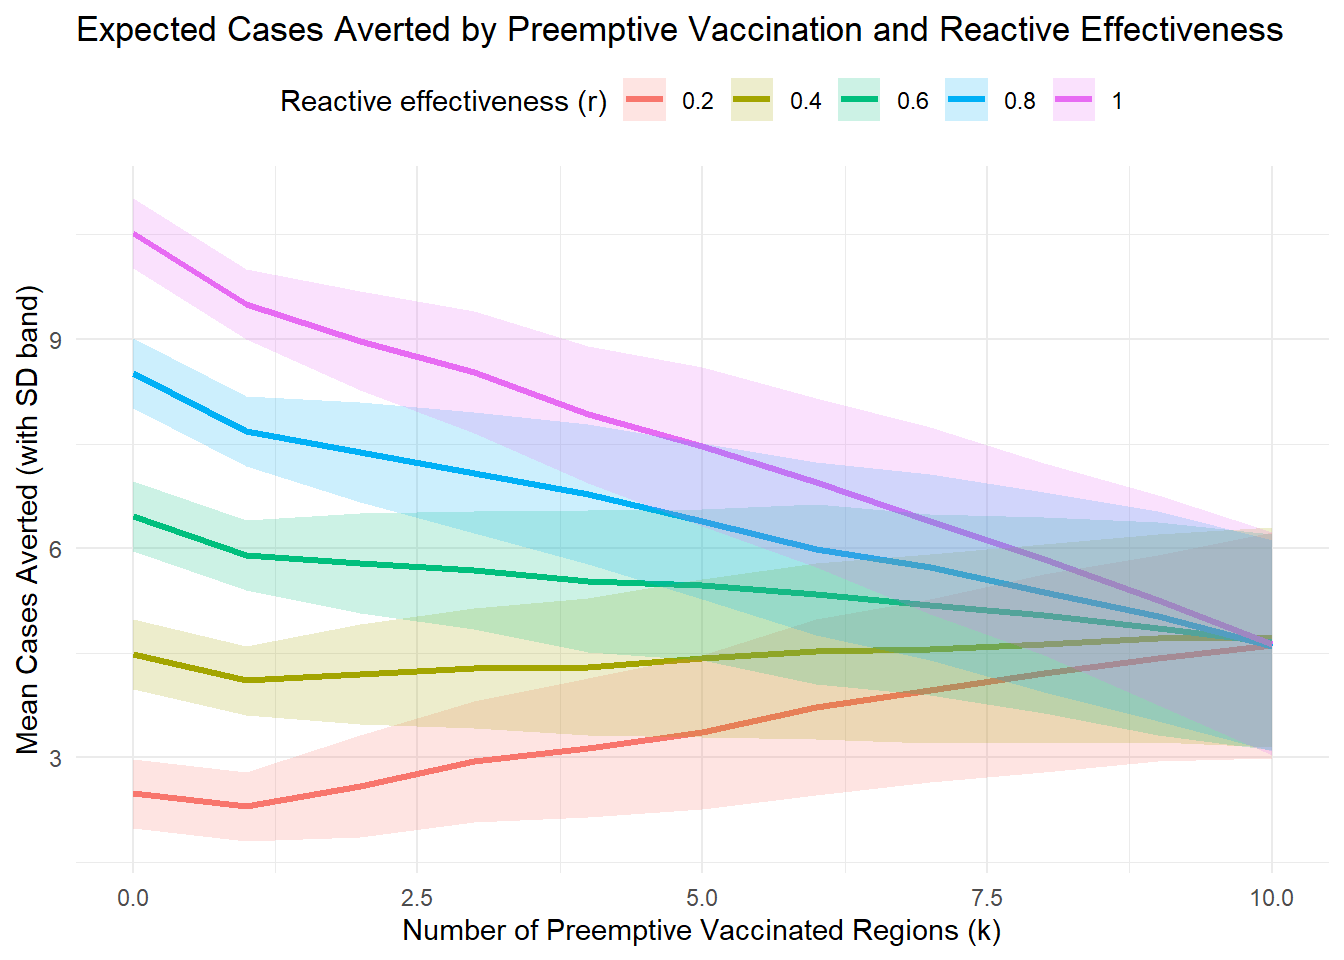 Expected Cases Averted by Preemptive Vaccination and Reactive Effectiveness
Reactive effectiveness (r) 0.2 0.4 0.6 0.8 1
Mean Cases Averted (with SD band)
9
6
3
0.0 2.5 5.0 7.5 10.0
Number of Preemptive Vaccinated Regions (k)